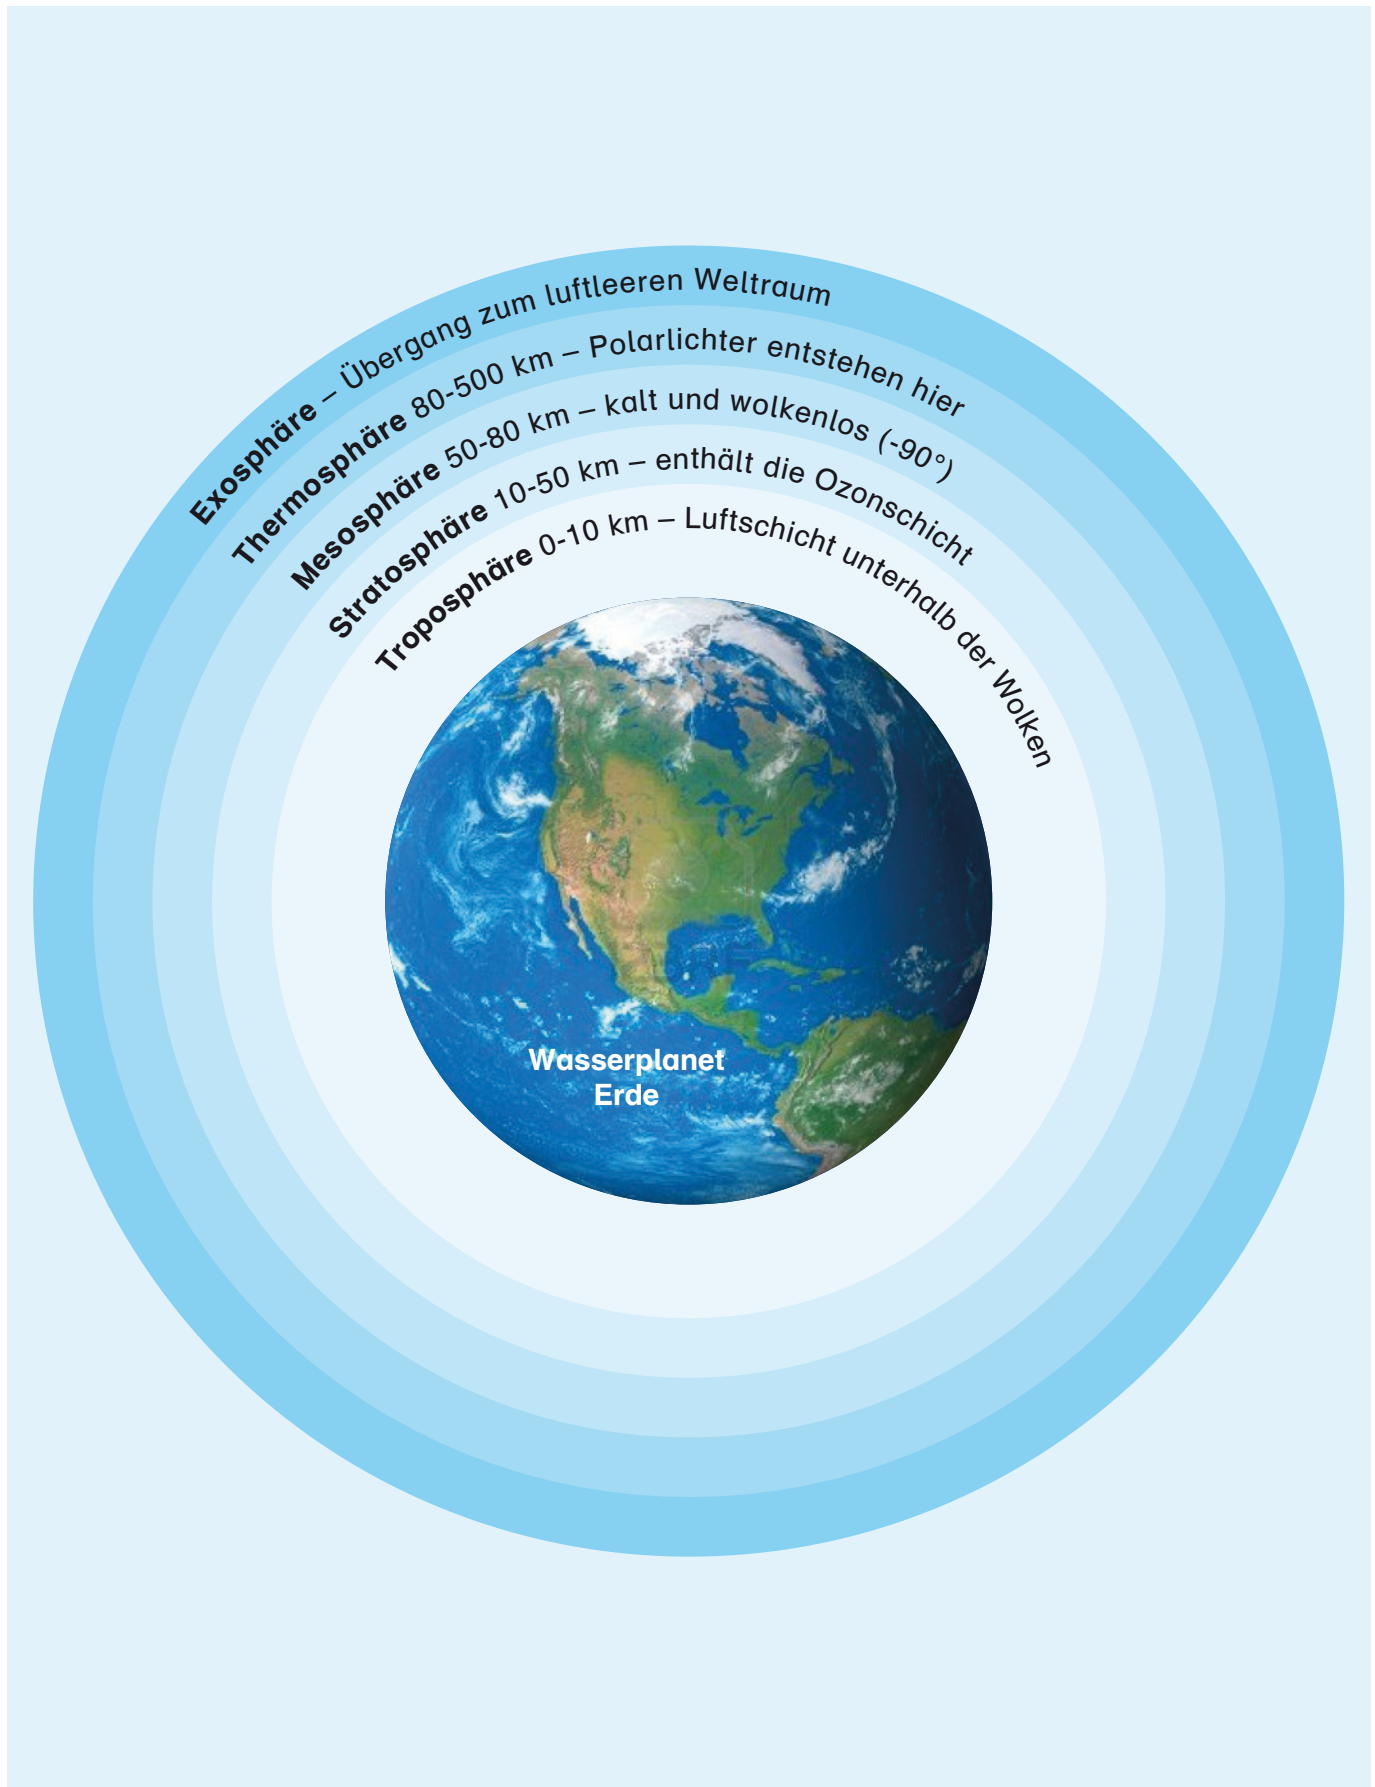 Exosphäre – Übergang zum luftleeren Weltraum
Thermosphäre 80-500 km – Polarlichter entstehen hier
Mesosphäre 50-80 km – kalt und wolkenlos (-90°)
Stratosphäre 10-50 km – enthält die Ozonschicht
Troposphäre 0-10 km – Luftschicht unterhalb der Wolken
Wasserplanet
Erde